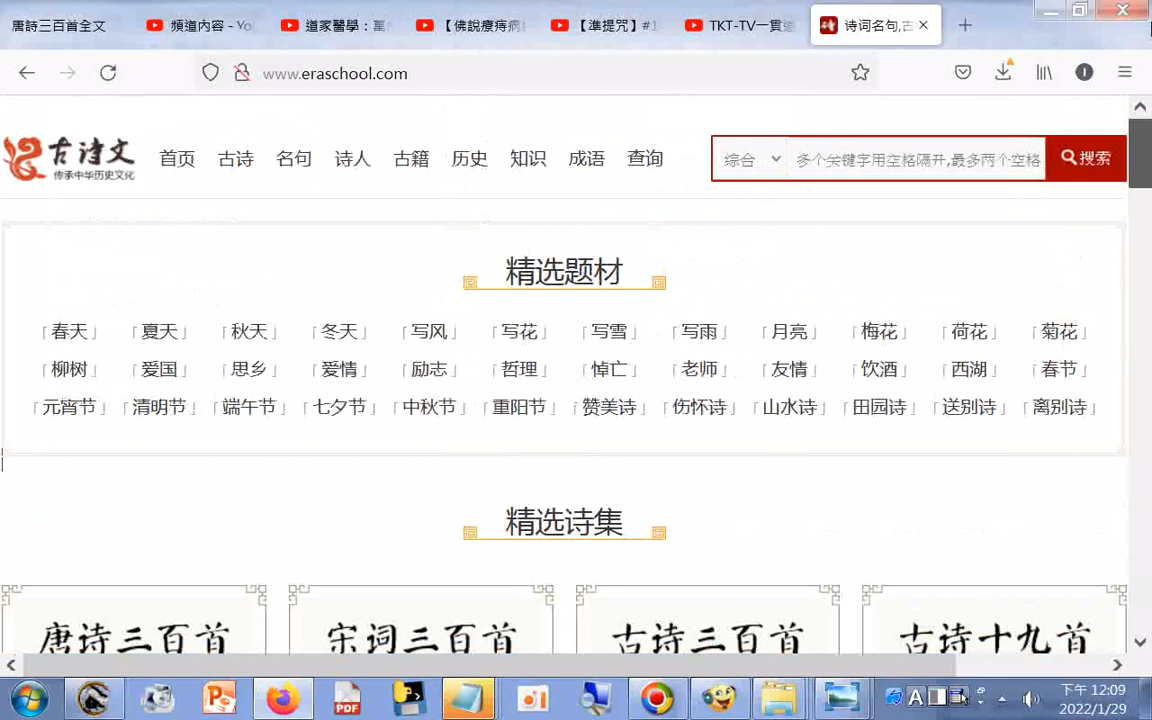 唐詩三百首全文 頻道內容 - Yo 道家醫學：萬 【佛說療痔病 【準提咒】#1 TKT-TV一貫道 诗词名句,古
www.eraschool.com
古诗文
传承中华历史文化
首页 古诗 名句 诗人 古籍 历史 知识 成语 查询 综合 多个关键字用空格隔开,最多两个空格 搜索
精选题材
「春天」 「夏天」 「秋天」 「冬天」 「写风」 「写花」 「写雪」 「写雨」 「月亮」 「梅花」 「荷花」 「菊花」
「柳树」 「爱国」 「思乡」 「爱情」 「励志」 「哲理」 「悼亡」 「老师」 「友情」 「饮酒」 「西湖」 「春节」
「元宵节」 「清明节」 「端午节」 「七夕节」 「中秋节」 「重阳节」 「赞美诗」 「伤怀诗」 「山水诗」 「田园诗」 「送别诗」 「离别诗」
精选诗集
唐诗三百首 宋词三百首 古诗三百首 古诗十九首
PDF
A
下午 12:09
2022/1/29